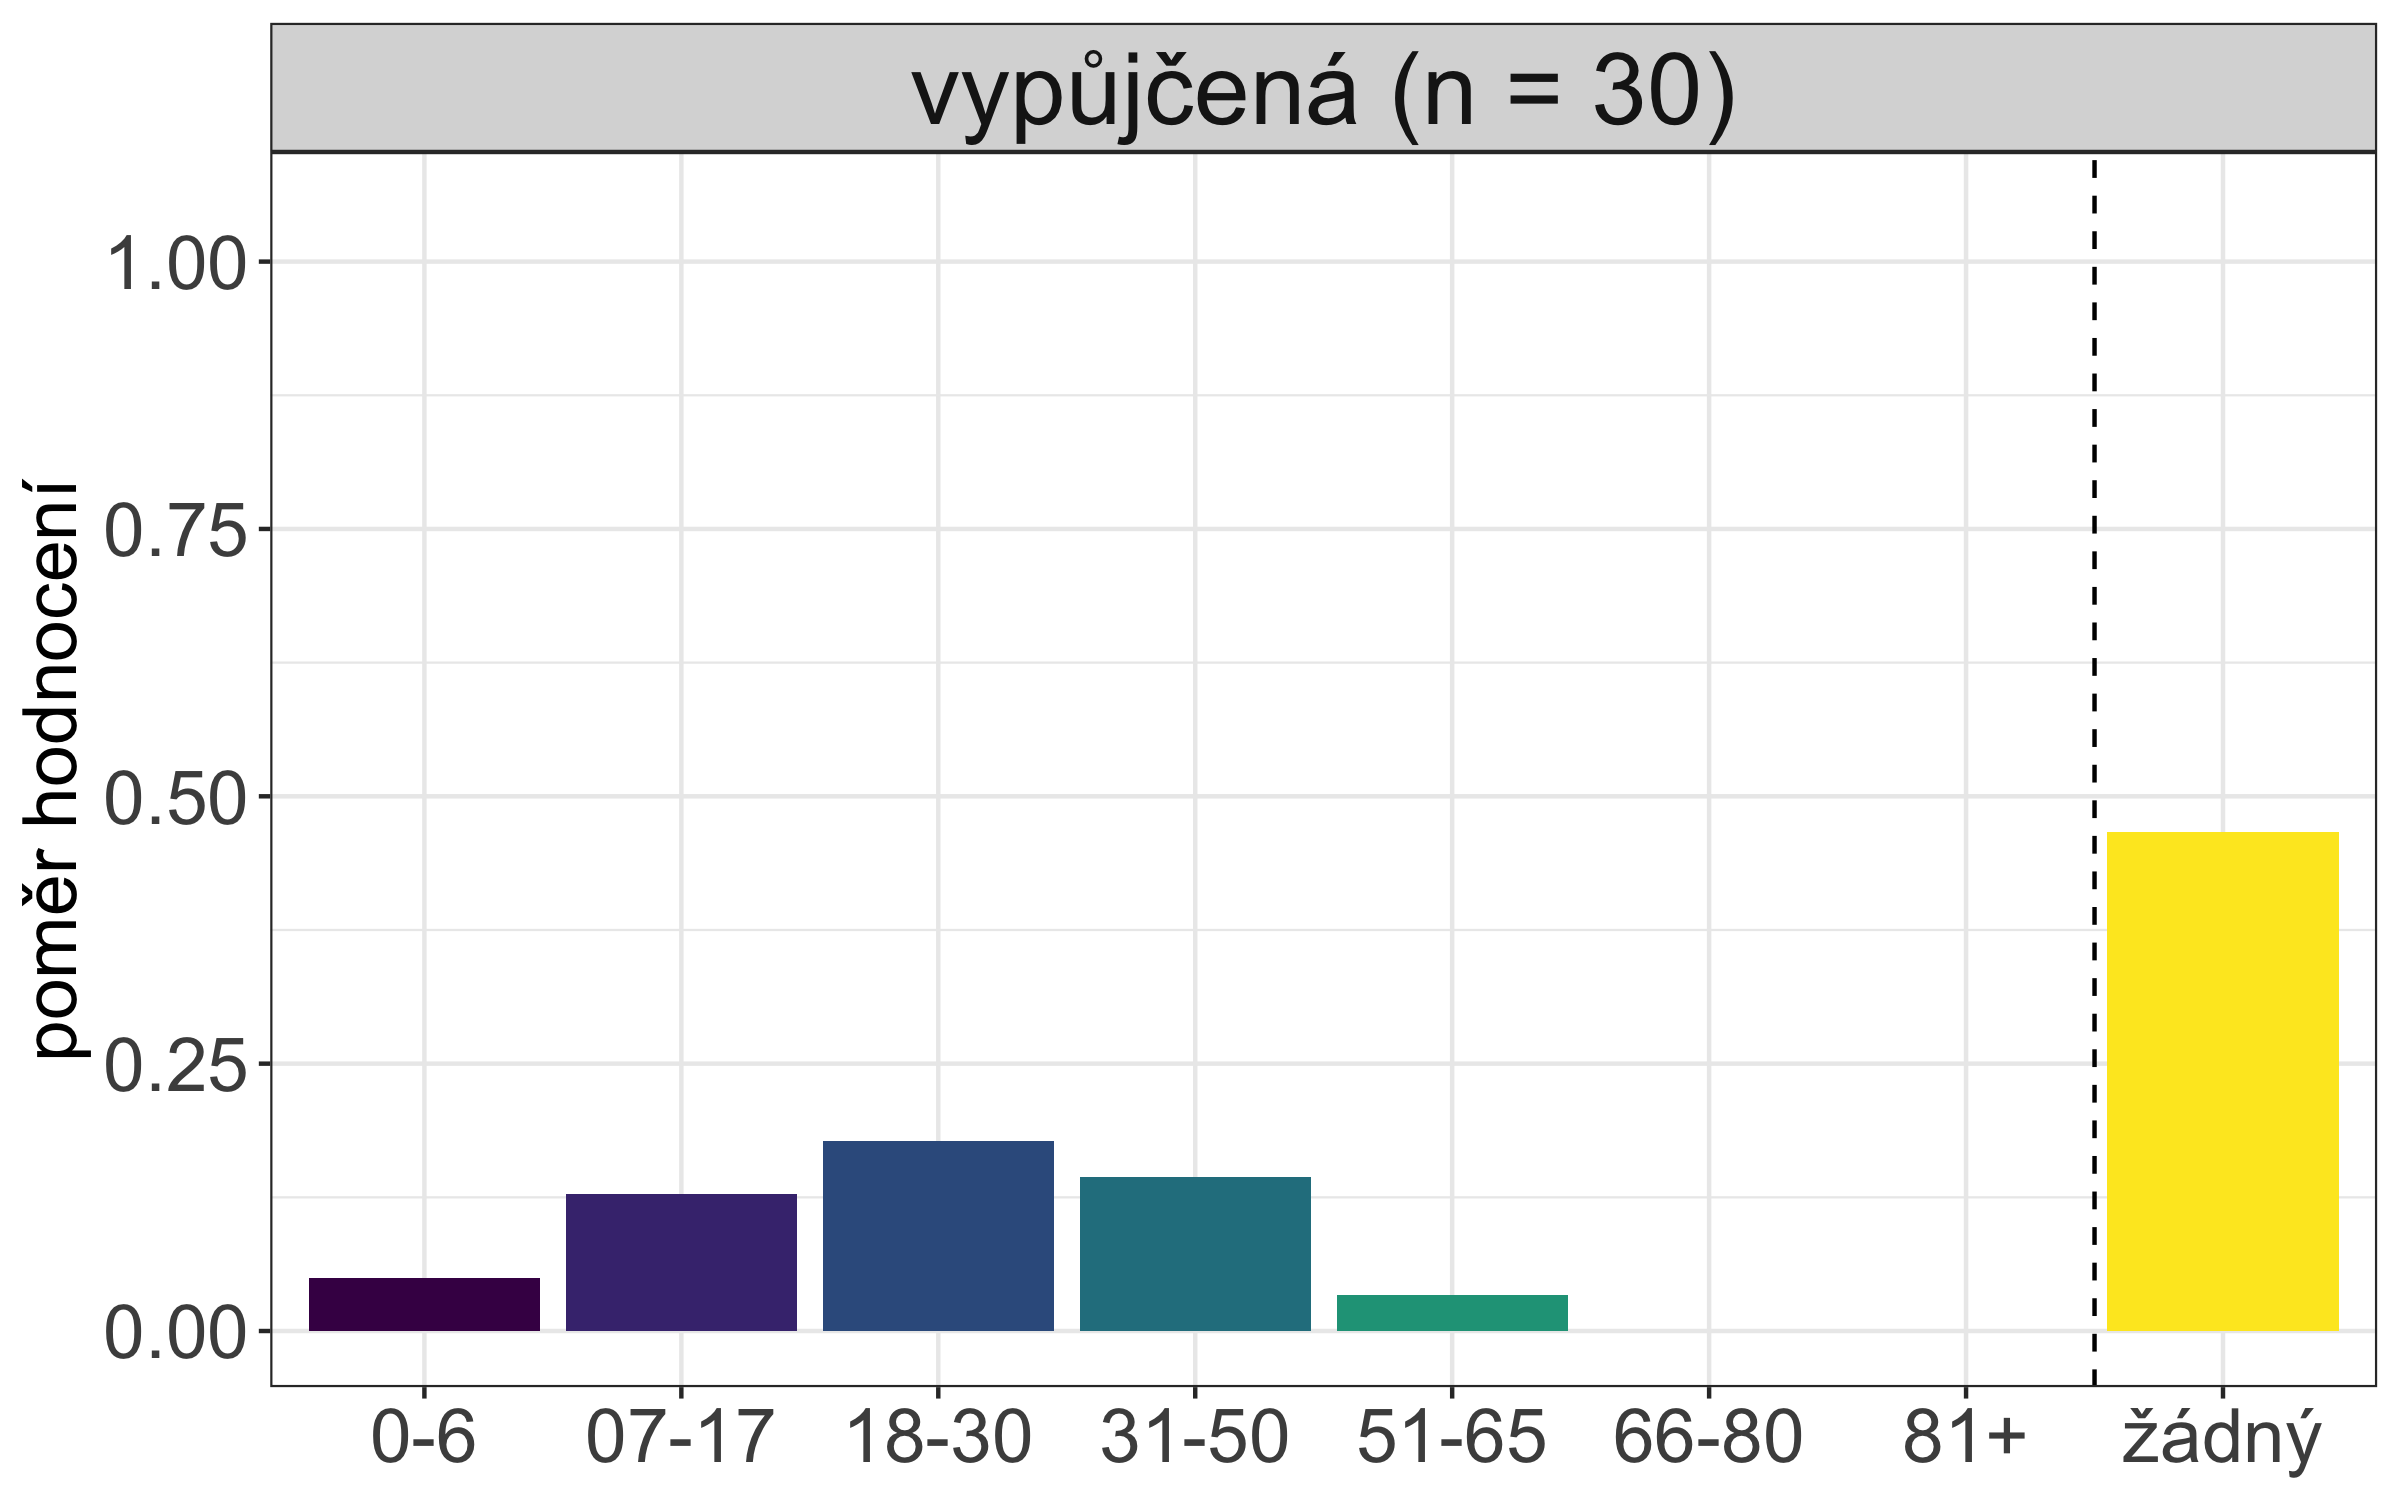 vypůjčená (n = 30)
poměr hodnocení
1.00
0.75
0.50
0.25
0.00
0-6 07-17 18-30 31-50 51-65 66-80 81+ žádný